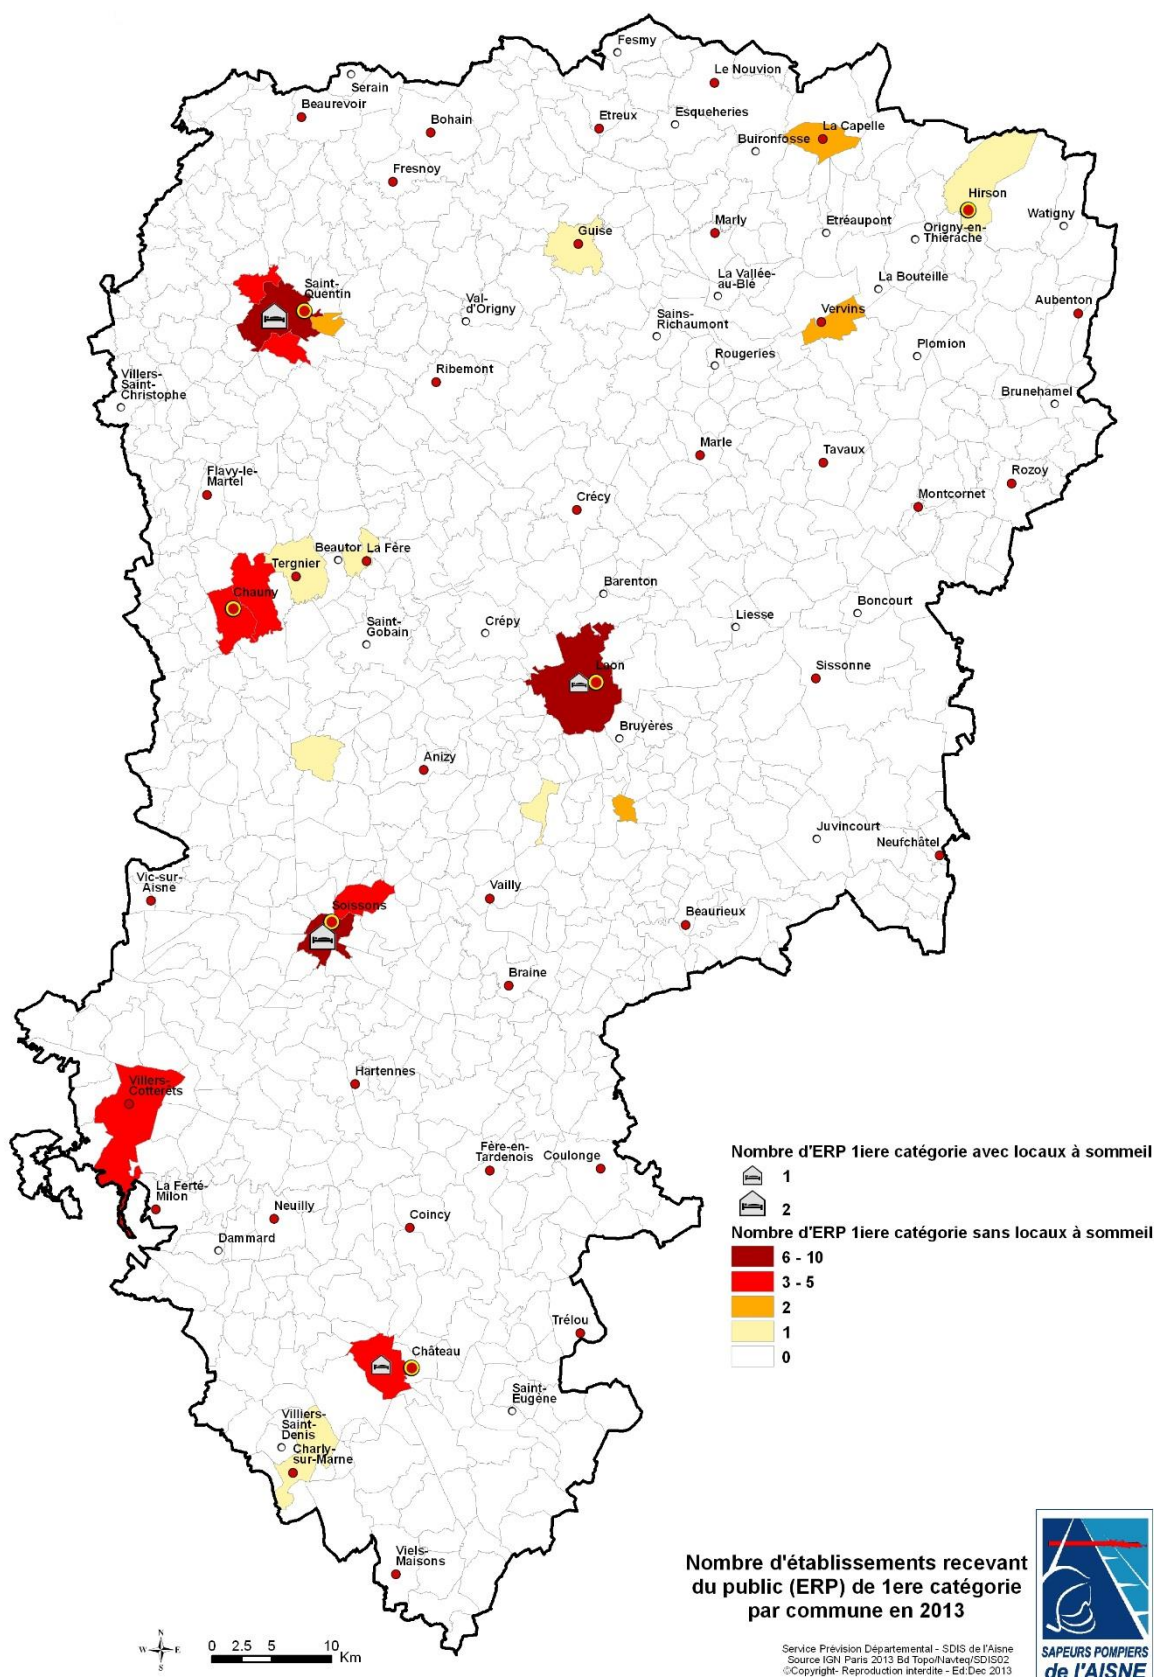 Fesmy
Le Nouvion
Serain
Beaurevoir
Bohain
Etreux
Esqueheries
La Capelle
Buironfosse
Fresnoy
Hirson
Guise
Marly
Etréaupont
Origny-en-
Thiérache
Watigny
Saint-
Quentin
Val-
d'Origny
La Vallée-
au-Blé
La Bouteille
Sains-
Richaumont
Vervins
Aubenton
Rougeries
Plomion
Villers-
Saint-
Christophe
Ribemont
Brunehamel
Marle
Tavaux
Flavy-le-
Martel
Crécy
Rozoy
Montcornet
Tergnier
Beautor
La Fère
Chauny
Barenton
Saint-
Gobain
Crépy
Liesse
Boncourt
Laon
Sissonne
Bruyères
Anizy
Juvincourt
Neufchâtel
Vic-sur-
Aisne
Vailly
Soissons
Beaurieux
Braine
Hartennes
Villers-
Cotterêts
Fère-en-
Tardenois
Coulonge
La Ferté-
Milon
Neuilly
Coincy
Dammard
Trélou
Château
Saint-
Eugène
Villiers-
Saint-
Denis
Charly-
sur-Marne
Viels-
Maisons
Nombre d'ERP 1iere catégorie avec locaux à sommeil
1
2
Nombre d'ERP 1iere catégorie sans locaux à sommeil
6 - 10
3 - 5
2
1
0
Nombre d'établissements recevant
du public (ERP) de 1ere catégorie
par commune en 2013
Service Prévision Départemental - SDIS de l'Aisne
Source IGN Paris 2013 Bd Topo/Navteq/SDIS02
©Copyright- Reproduction interdite - Ed:Dec 2013
SAPEURS POMPIERS
de l'AISNE
N
W E
S
0 2.5 5 10
Km